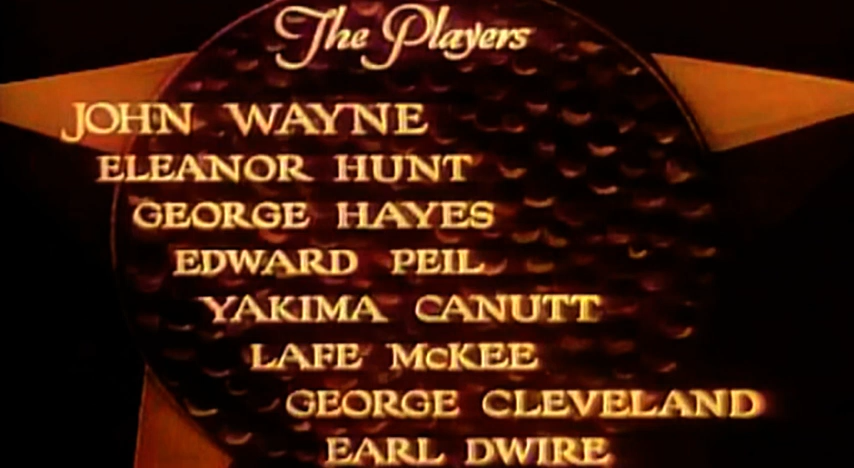 The Players
JOHN WAYNE
ELEANOR HUNT
GEORGE HAYES
EDWARD PEIL
YAKIMA CANUTT
LAFE McKEE
GEORGE CLEVELAND
EARL DWIRE